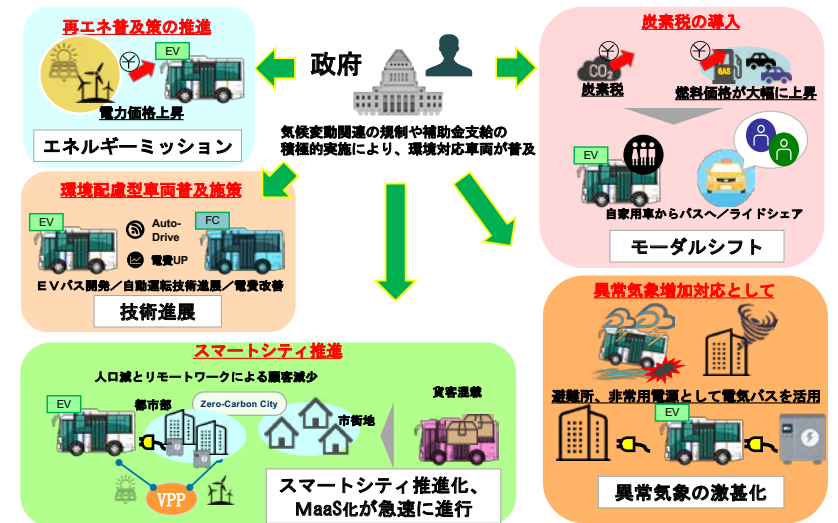 再エネ普及策の推進
EV
電力価格上昇
エネルギーミッション
政府
気候変動関連の規制や補助金支給の
積極的実施により、環境対応車両が普及
炭素税の導入
CO2
GAS
炭素税
燃料価格が大幅に上昇
EV
自家用車からバスへ／ライドシェア
モーダルシフト
環境配慮型車両普及施策
EV
Auto-
Drive
FC
電費UP
ＥＶバス開発／自動運転技術進展／電費改善
技術進展
スマートシティ推進
人口減とリモートワークによる顧客減少
EV
都市部
Zero-Carbon City
市街地
貨客混載
VPP
スマートシティ推進化、
MaaS化が急速に進行
異常気象増加対応として
避難所、非常用電源として電気バスを活用
EV
異常気象の激甚化